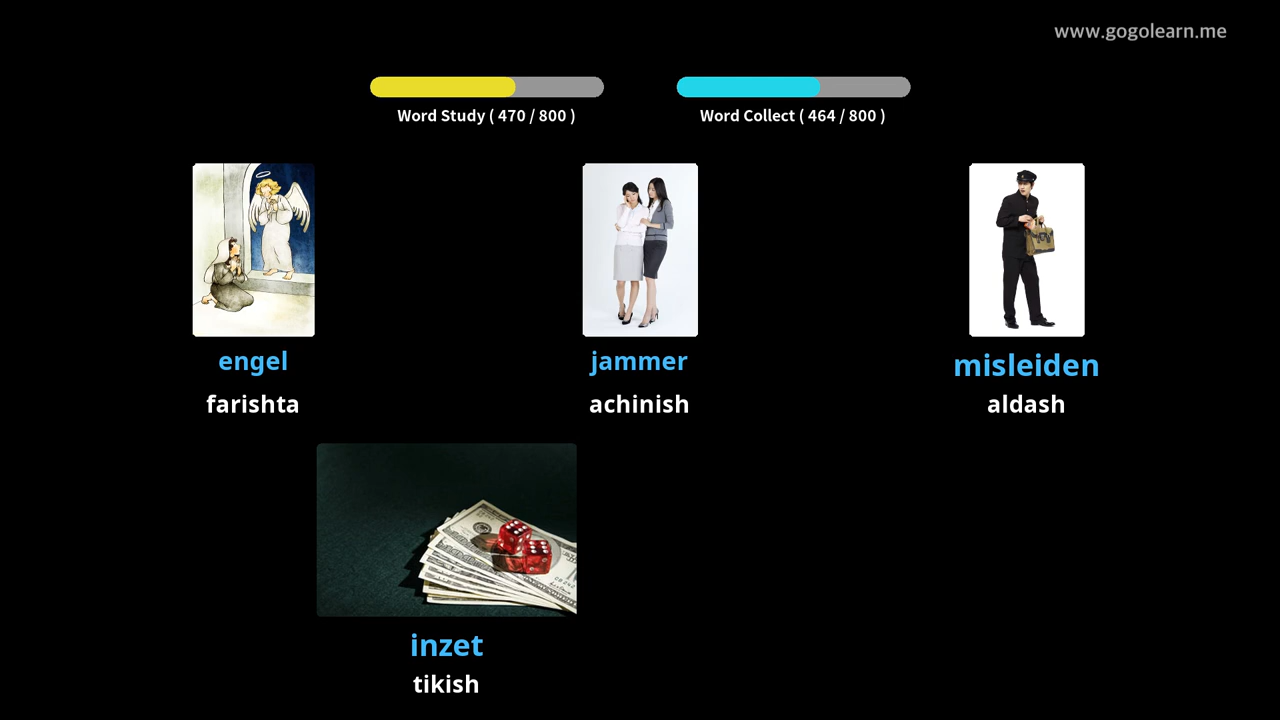 www.gogolearn.me
Word Study ( 470 / 800 )
Word Collect ( 464 / 800 )
engel
farishta
jammer
achinish
misleiden
aldash
inzet
tikish